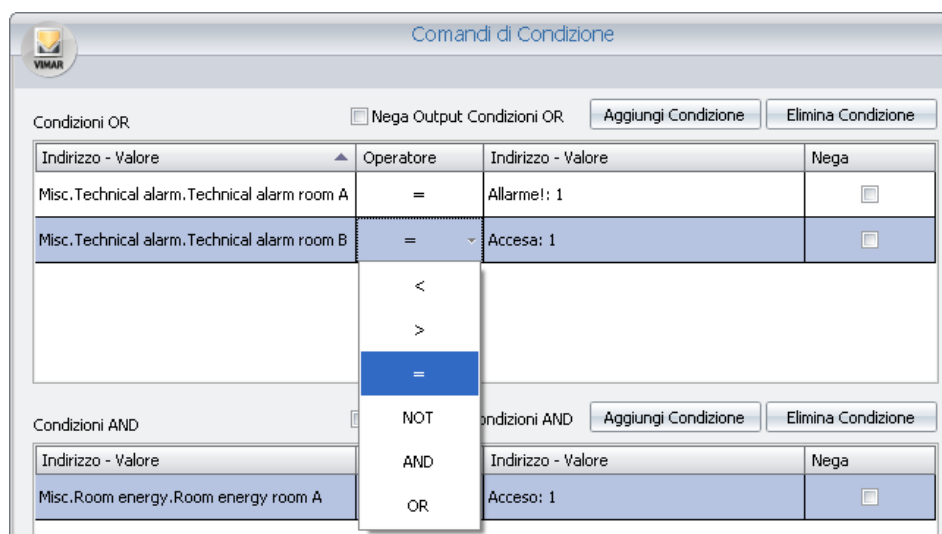 Comandi di Condizione
VIMAR
Condizioni OR Nega Output Condizioni OR Aggiungi Condizione Elimina Condizione
Indirizzo - Valore Operatore Indirizzo - Valore Nega
Misc.Technical alarm.Technical alarm room A = Allarme!: 1
Misc.Technical alarm.Technical alarm room B = Accesa: 1
<
>
=
NOT
Condizioni AND Condizioni AND Aggiungi Condizione Elimina Condizione
Indirizzo - Valore AND Indirizzo - Valore Nega
Misc.Room energy.Room energy room A OR Acceso: 1